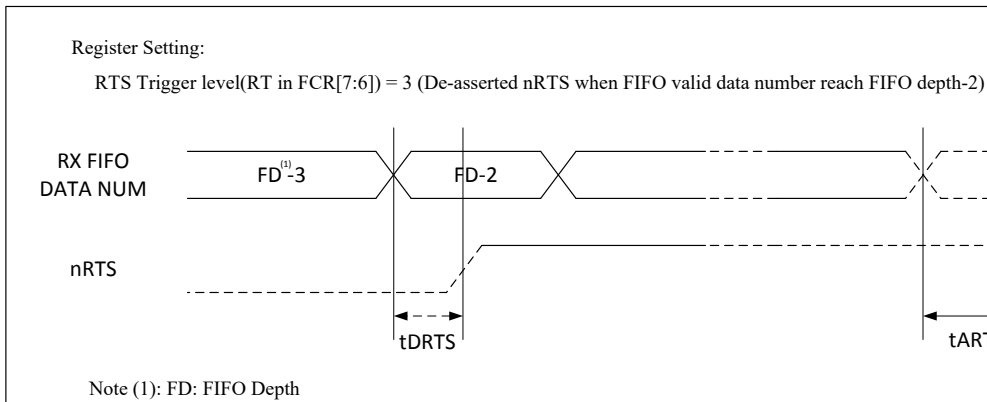 Register Setting:
RTS Trigger level(RT in FCR[7:6]) = 3 (De-asserted nRTS when FIFO valid data number reach FIFO depth-2)
RX FIFO
DATA NUM
FD(1)-3
FD-2
nRTS
tDRTS
tART
Note (1): FD: FIFO Depth